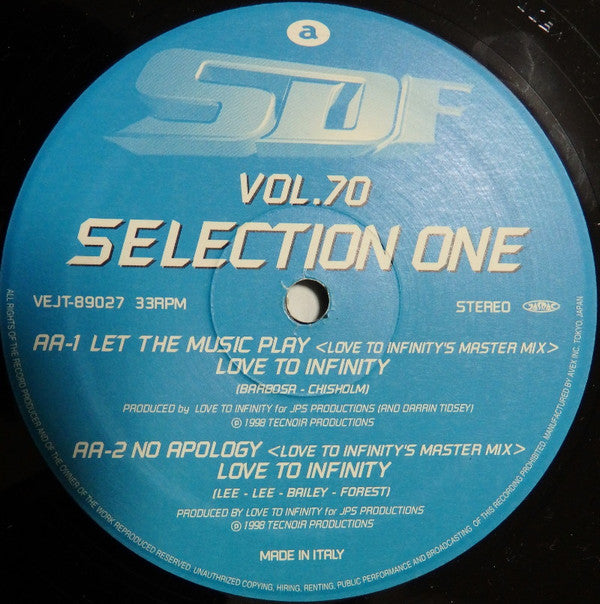 a
SDF
VOL.70
SELECTION ONE
VEJT-89027 33RPM
STEREO JASRAC
AA-1 LET THE MUSIC PLAY <LOVE TO INFINITY'S MASTER MIX>
LOVE TO INFINITY
(BARBOSA - CHISHOLM)
PRODUCED by LOVE TO INFINITY for JPS PRODUCTIONS (AND DARRIN TIDSEY)
Ⓟ 1998 TECNOIR PRODUCTIONS
AA-2 NO APOLOGY <LOVE TO INFINITY'S MASTER MIX>
LOVE TO INFINITY
(LEE - LEE - BAILEY - FOREST)
PRODUCED BY LOVE TO INFINITY for JPS PRODUCTIONS
Ⓟ 1998 TECNOIR PRODUCTIONS
MADE IN ITALY
ALL RIGHTS OF THE RECORD PRODUCER AND OF THE OWNER OF THE WORK REPRODUCED RESERVED. UNAUTHORIZED COPYING, HIRING, RENTING, PUBLIC PERFORMANCE AND BROADCASTING OF THIS RECORDING PROHIBITED. MANUFACTURED BY AVEX INC. TOKYO, JAPAN